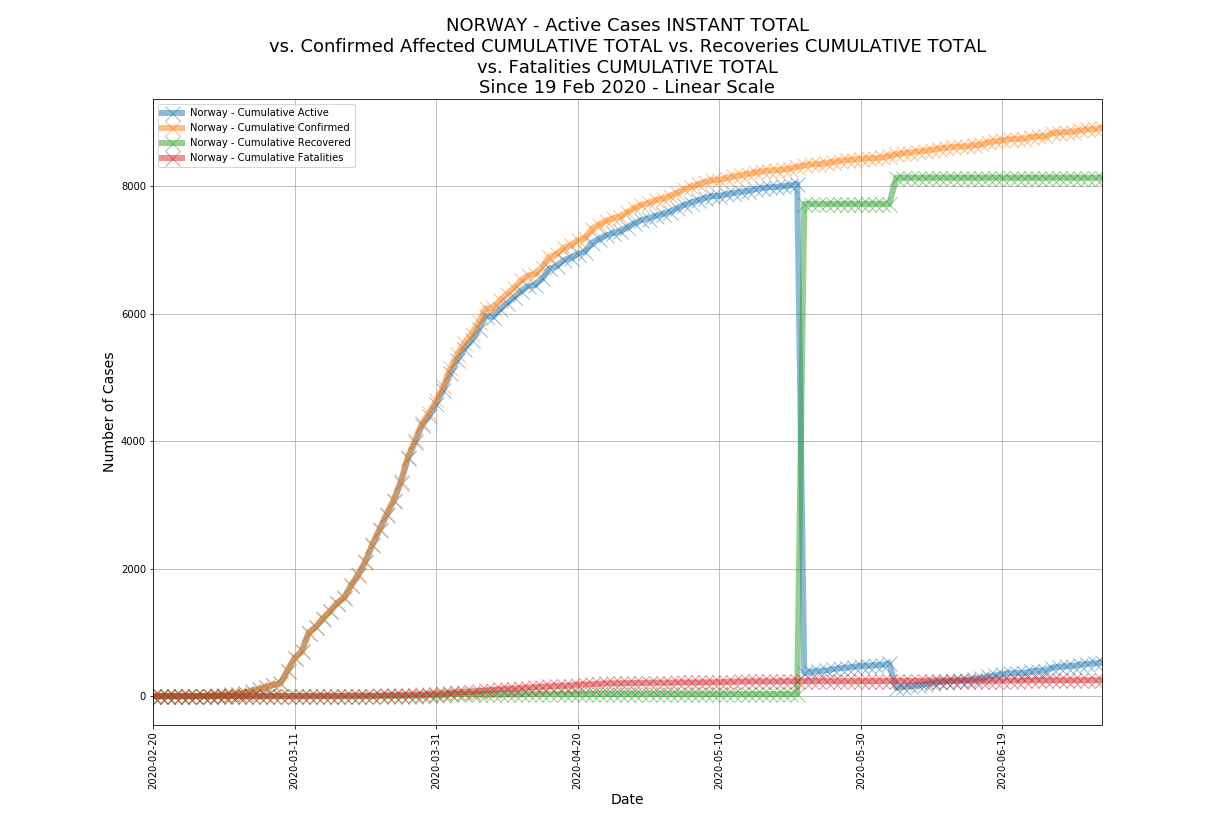 NORWAY - Active Cases INSTANT TOTAL
vs. Confirmed Affected CUMULATIVE TOTAL vs. Recoveries CUMULATIVE TOTAL
vs. Fatalities CUMULATIVE TOTAL
Since 19 Feb 2020 - Linear Scale
Norway - Cumulative Active
Norway - Cumulative Confirmed
Norway - Cumulative Recovered
Norway - Cumulative Fatalities
Number of Cases
8000
6000
4000
2000
0
2020-02-20
2020-03-11
2020-03-31
2020-04-20
2020-05-10
2020-05-30
2020-06-19
Date